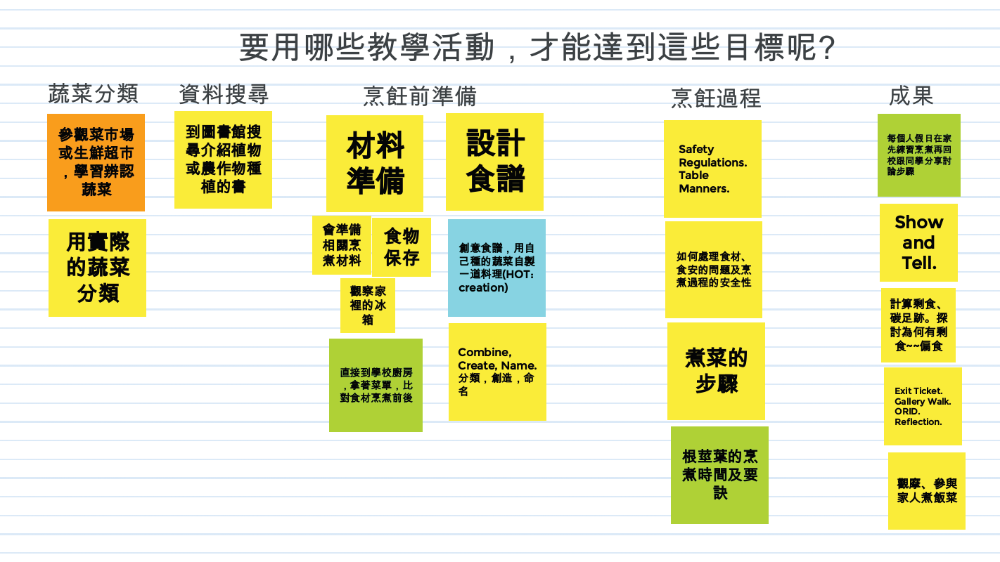 要用哪些教學活動，才能達到這些目標呢?
蔬菜分類
參觀菜市場
或生鮮超市
，學習辨認
蔬菜
用實際
的蔬菜
分類
資料搜尋
到圖書館搜
尋介紹植物
或農作物種
植的書
烹飪前準備
材料
準備
會準備
相關烹
煮材料
食物
保存
觀察家
裡的冰
箱
直接到學校廚房
，拿著菜單，比
對食材烹煮前後
設計
食譜
創意食譜，用自
己種的蔬菜自製
一道料理(HOT:
creation)
Combine,
Create, Name.
分類，創造，命
名
烹飪過程
Safety
Regulations.
Table
Manners.
如何處理食材、
食安的問題及烹
煮過程的安全性
煮菜的
步驟
根莖葉的烹
煮時間及要
訣
成果
每個人假日在家
先練習烹煮再回
校跟同學分享討
論步驟
Show
and
Tell.
計算剩食、
碳足跡。探
討為何有剩
食~~偏食
Exit Ticket.
Gallery Walk.
ORID.
Reflection.
觀摩、參與
家人煮飯菜